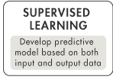 SUPERVISED
LEARNING
Develop predictive
model based on both
input and output data